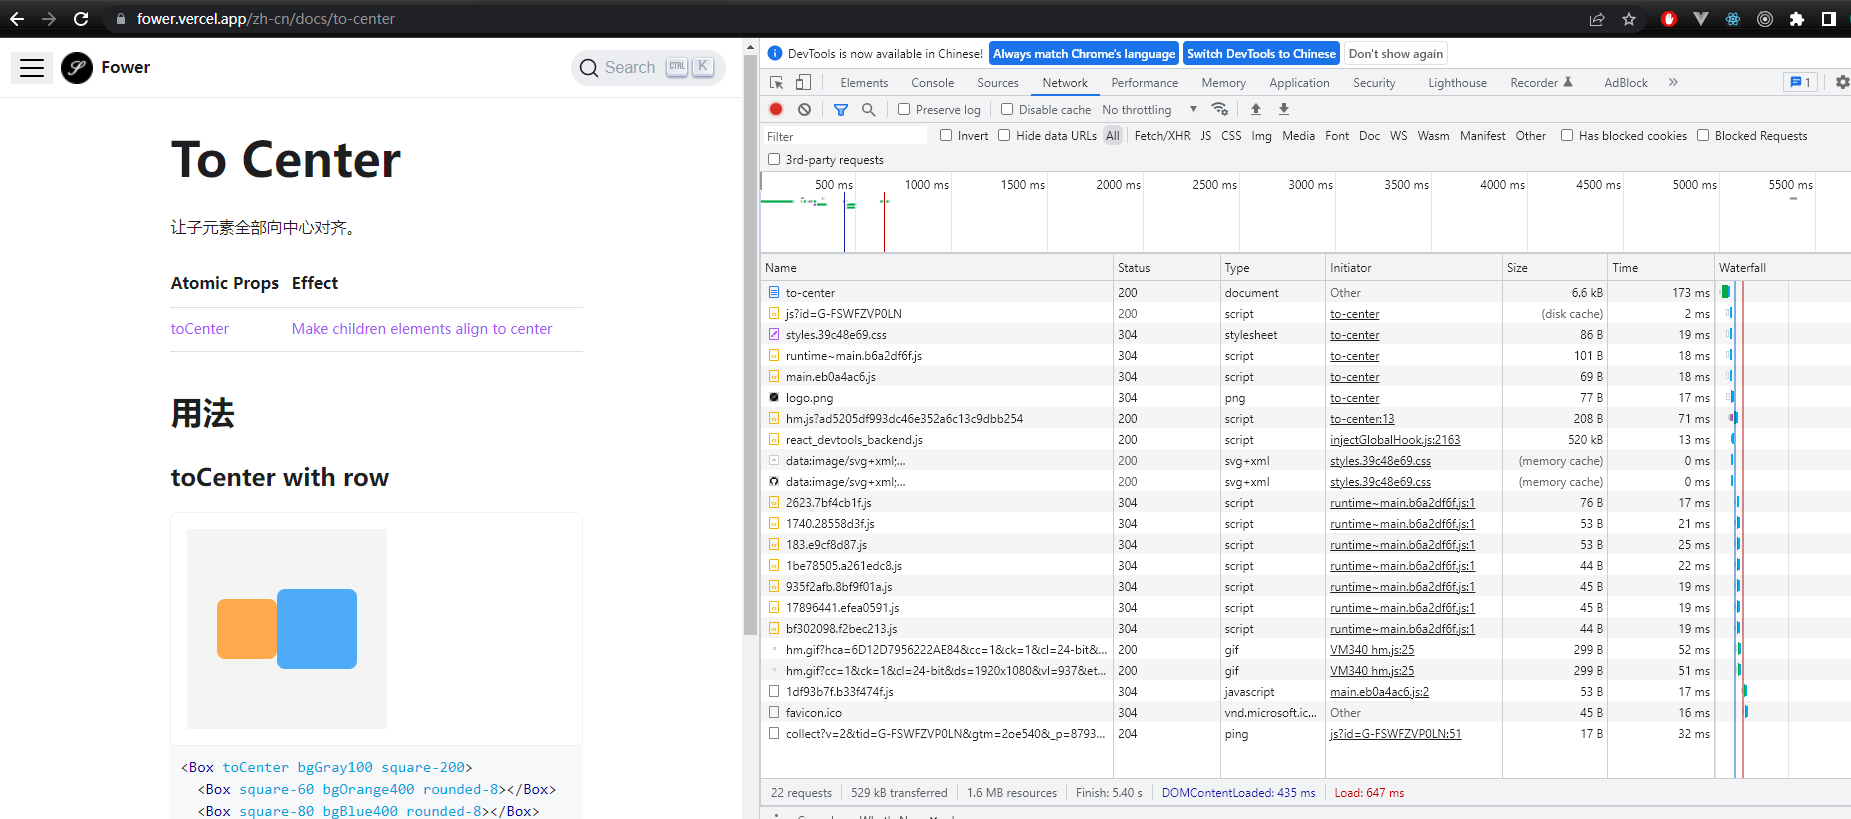 fower.vercel.app/zh-cn/docs/to-center
Fower
Search CTRL K
To Center
让子元素全部向中心对齐。
Atomic Props Effect
toCenter Make children elements align to center
用法
toCenter with row
<Box toCenter bgGray100 square-200>
<Box square-60 bgOrange400 rounded-8></Box>
<Box square-80 bgBlue400 rounded-8></Box>
DevTools is now available in Chinese! Always match Chrome's language Switch DevTools to Chinese Don't show again
Elements Console Sources Network Performance Memory Application Security Lighthouse Recorder AdBlock » 1
Preserve log Disable cache No throttling
Filter Invert Hide data URLs All Fetch/XHR JS CSS Img Media Font Doc WS Wasm Manifest Other Has blocked cookies Blocked Requests
3rd-party requests
500 ms 1000 ms 1500 ms 2000 ms 2500 ms 3000 ms 3500 ms 4000 ms 4500 ms 5000 ms 5500 ms
Name Status Type Initiator Size Time Waterfall
to-center 200 document Other 6.6 kB 173 ms
js?id=G-FSWFZVP0LN 200 script to-center (disk cache) 2 ms
styles.39c48e69.css 304 stylesheet to-center 86 B 19 ms
runtime~main.b6a2df6f.js 304 script to-center 101 B 18 ms
main.eb0a4ac6.js 304 script to-center 69 B 18 ms
logo.png 304 png to-center 77 B 17 ms
hm.js?ad5205df993dc46e352a6c13c9dbb254 200 script to-center:13 208 B 71 ms
react_devtools_backend.js 200 script injectGlobalHook.js:2163 520 kB 13 ms
data:image/svg+xml;... 200 svg+xml styles.39c48e69.css (memory cache) 0 ms
data:image/svg+xml;... 200 svg+xml styles.39c48e69.css (memory cache) 0 ms
2623.7bf4cb1f.js 304 script runtime~main.b6a2df6f.js:1 76 B 17 ms
1740.28558d3f.js 304 script runtime~main.b6a2df6f.js:1 53 B 21 ms
183.e9cf8d87.js 304 script runtime~main.b6a2df6f.js:1 53 B 25 ms
1be78505.a261edc8.js 304 script runtime~main.b6a2df6f.js:1 44 B 22 ms
935f2afb.8bf9f01a.js 304 script runtime~main.b6a2df6f.js:1 45 B 19 ms
17896441.efea0591.js 304 script runtime~main.b6a2df6f.js:1 45 B 19 ms
bf302098.f2bec213.js 304 script runtime~main.b6a2df6f.js:1 44 B 19 ms
hm.gif?hca=6D12D7956222AE84&cc=1&ck=1&cl=24-bit&... 200 gif VM340 hm.js:25 299 B 52 ms
hm.gif?cc=1&ck=1&cl=24-bit&ds=1920x1080&vl=937&et... 200 gif VM340 hm.js:25 299 B 51 ms
1df93b7f.b33f474f.js 304 javascript main.eb0a4ac6.js:2 53 B 17 ms
favicon.ico 304 vnd.microsoft.ic... Other 45 B 16 ms
collect?v=2&tid=G-FSWFZVP0LN&gtm=2oe540&_p=8793... 204 ping js?id=G-FSWFZVP0LN:51 17 B 32 ms
22 requests 529 kB transferred 1.6 MB resources Finish: 5.40 s DOMContentLoaded: 435 ms Load: 647 ms